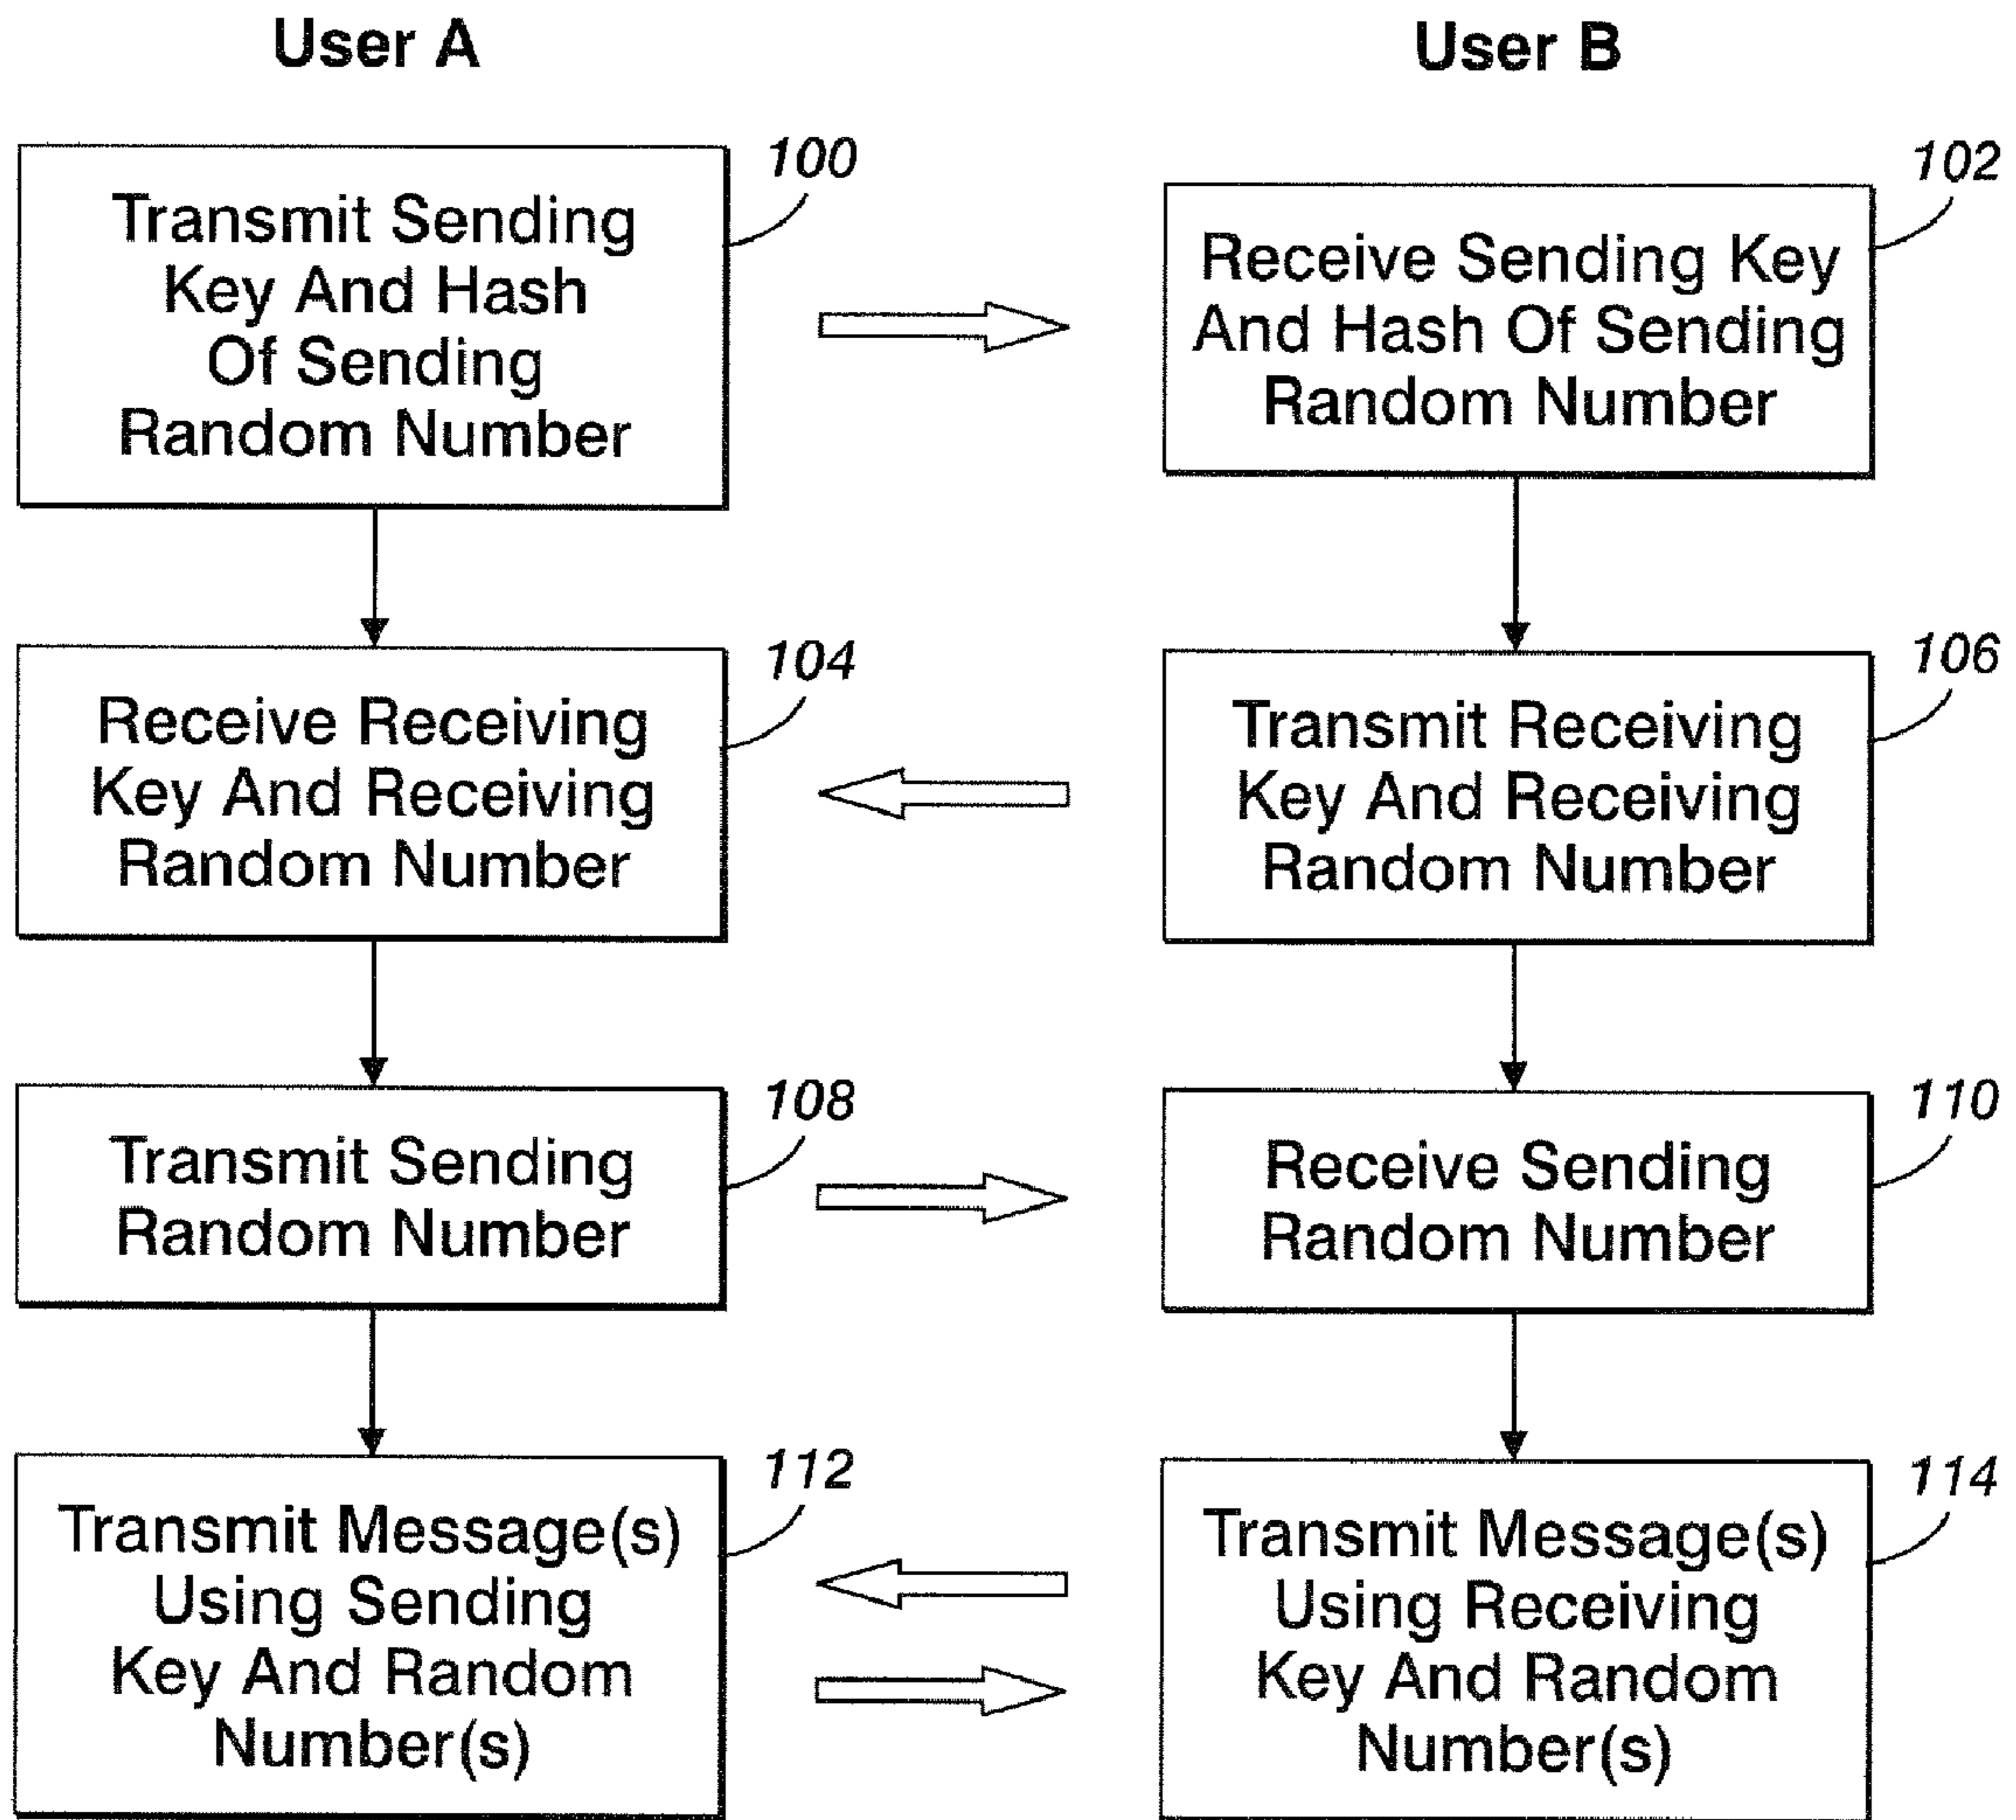 User A
User B
100
Transmit Sending
Key And Hash
Of Sending
Random Number
102
Receive Sending Key
And Hash Of Sending
Random Number
104
Receive Receiving
Key And Receiving
Random Number
106
Transmit Receiving
Key And Receiving
Random Number
108
Transmit Sending
Random Number
110
Receive Sending
Random Number
112
Transmit Message(s)
Using Sending
Key And Random
Number(s)
114
Transmit Message(s)
Using Receiving
Key And Random
Number(s)